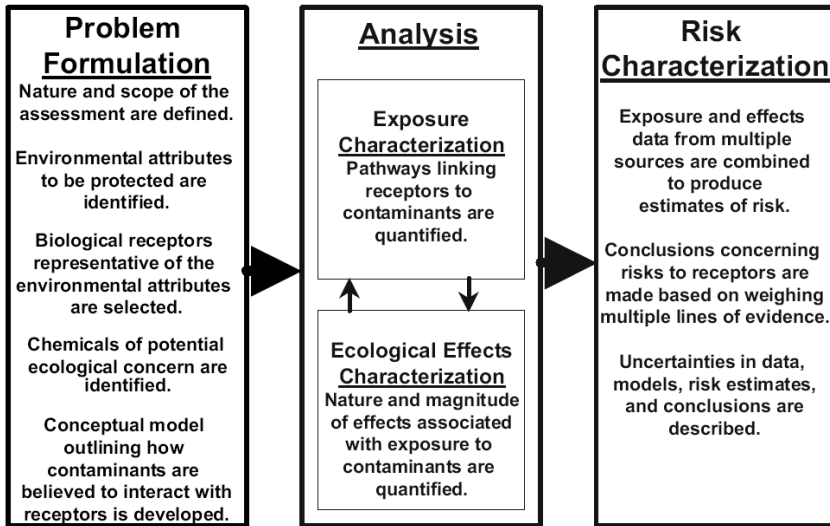 Problem
Formulation
Nature and scope of the
assessment are defined.
Environmental attributes
to be protected are
identified.
Biological receptors
representative of the
environmental attributes
are selected.
Chemicals of potential
ecological concern are
identified.
Conceptual model
outlining how
contaminants are
believed to interact with
receptors is developed.
Analysis
Exposure
Characterization
Pathways linking
receptors to
contaminants are
quantified.
Ecological Effects
Characterization
Nature and magnitude
of effects associated
with exposure to
contaminants are
quantified.
Risk
Characterization
Exposure and effects
data from multiple
sources are combined
to produce
estimates of risk.
Conclusions concerning
risks to receptors are
made based on weighing
multiple lines of evidence.
Uncertainties in data,
models, risk estimates,
and conclusions are
described.